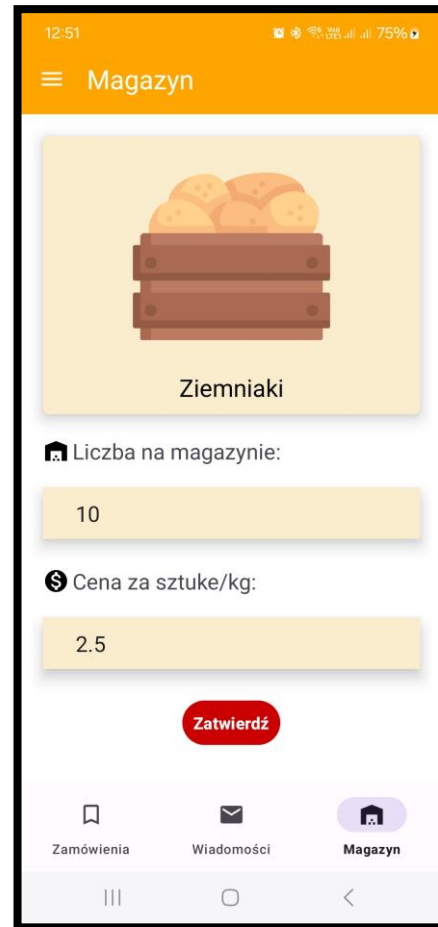 12:51 75%
Magazyn
Ziemniaki
Liczba na magazynie:
10
Cena za sztuke/kg:
2.5
Zatwierdź
Zamówienia Wiadomości Magazyn